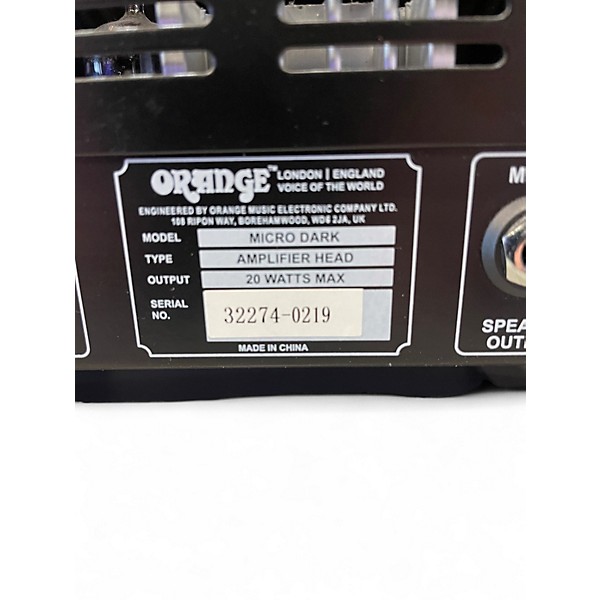 ORANGE™ LONDON | ENGLAND
VOICE OF THE WORLD
ENGINEERED BY ORANGE MUSIC ELECTRONIC COMPANY LTD.
108 RIPON WAY, BOREHAMWOOD, WD6 2JA, UK
MODEL MICRO DARK
TYPE AMPLIFIER HEAD
OUTPUT 20 WATTS MAX
SERIAL NO. 32274-0219
MADE IN CHINA
SPEA
OUT